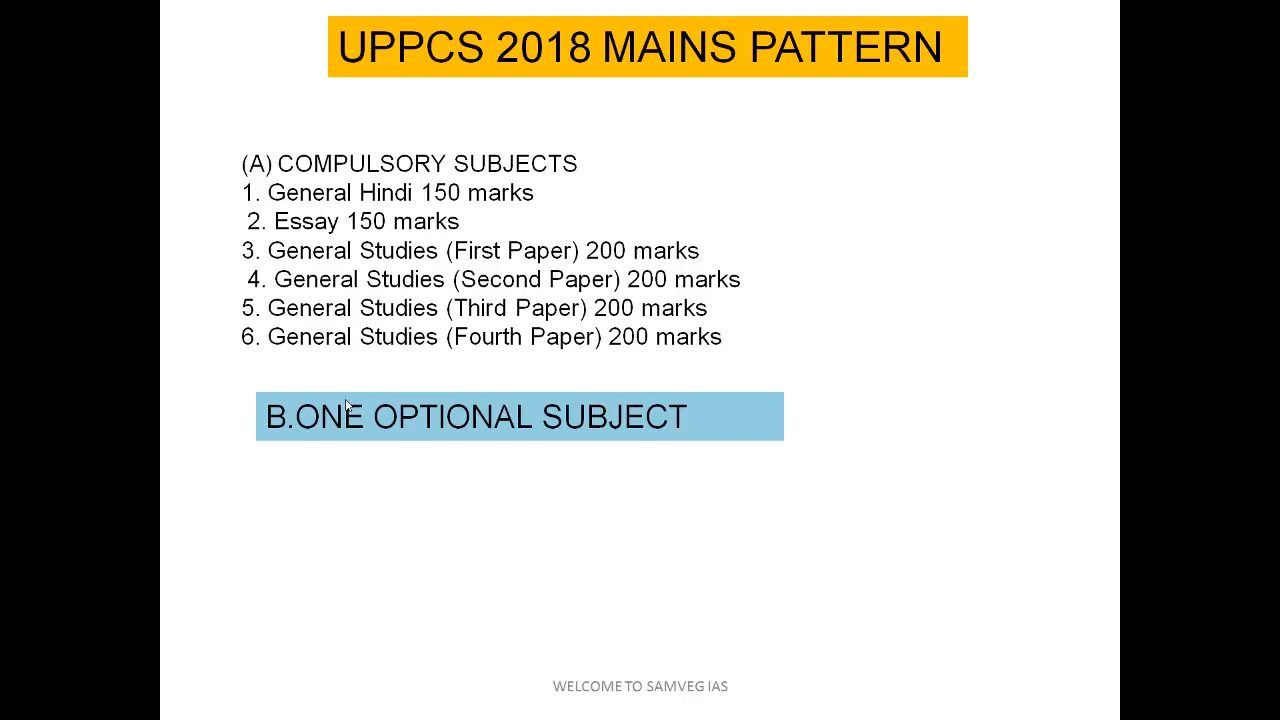 UPPCS 2018 MAINS PATTERN
(A) COMPULSORY SUBJECTS
1. General Hindi 150 marks
2. Essay 150 marks
3. General Studies (First Paper) 200 marks
4. General Studies (Second Paper) 200 marks
5. General Studies (Third Paper) 200 marks
6. General Studies (Fourth Paper) 200 marks
B.ONE OPTIONAL SUBJECT
WELCOME TO SAMVEG IAS